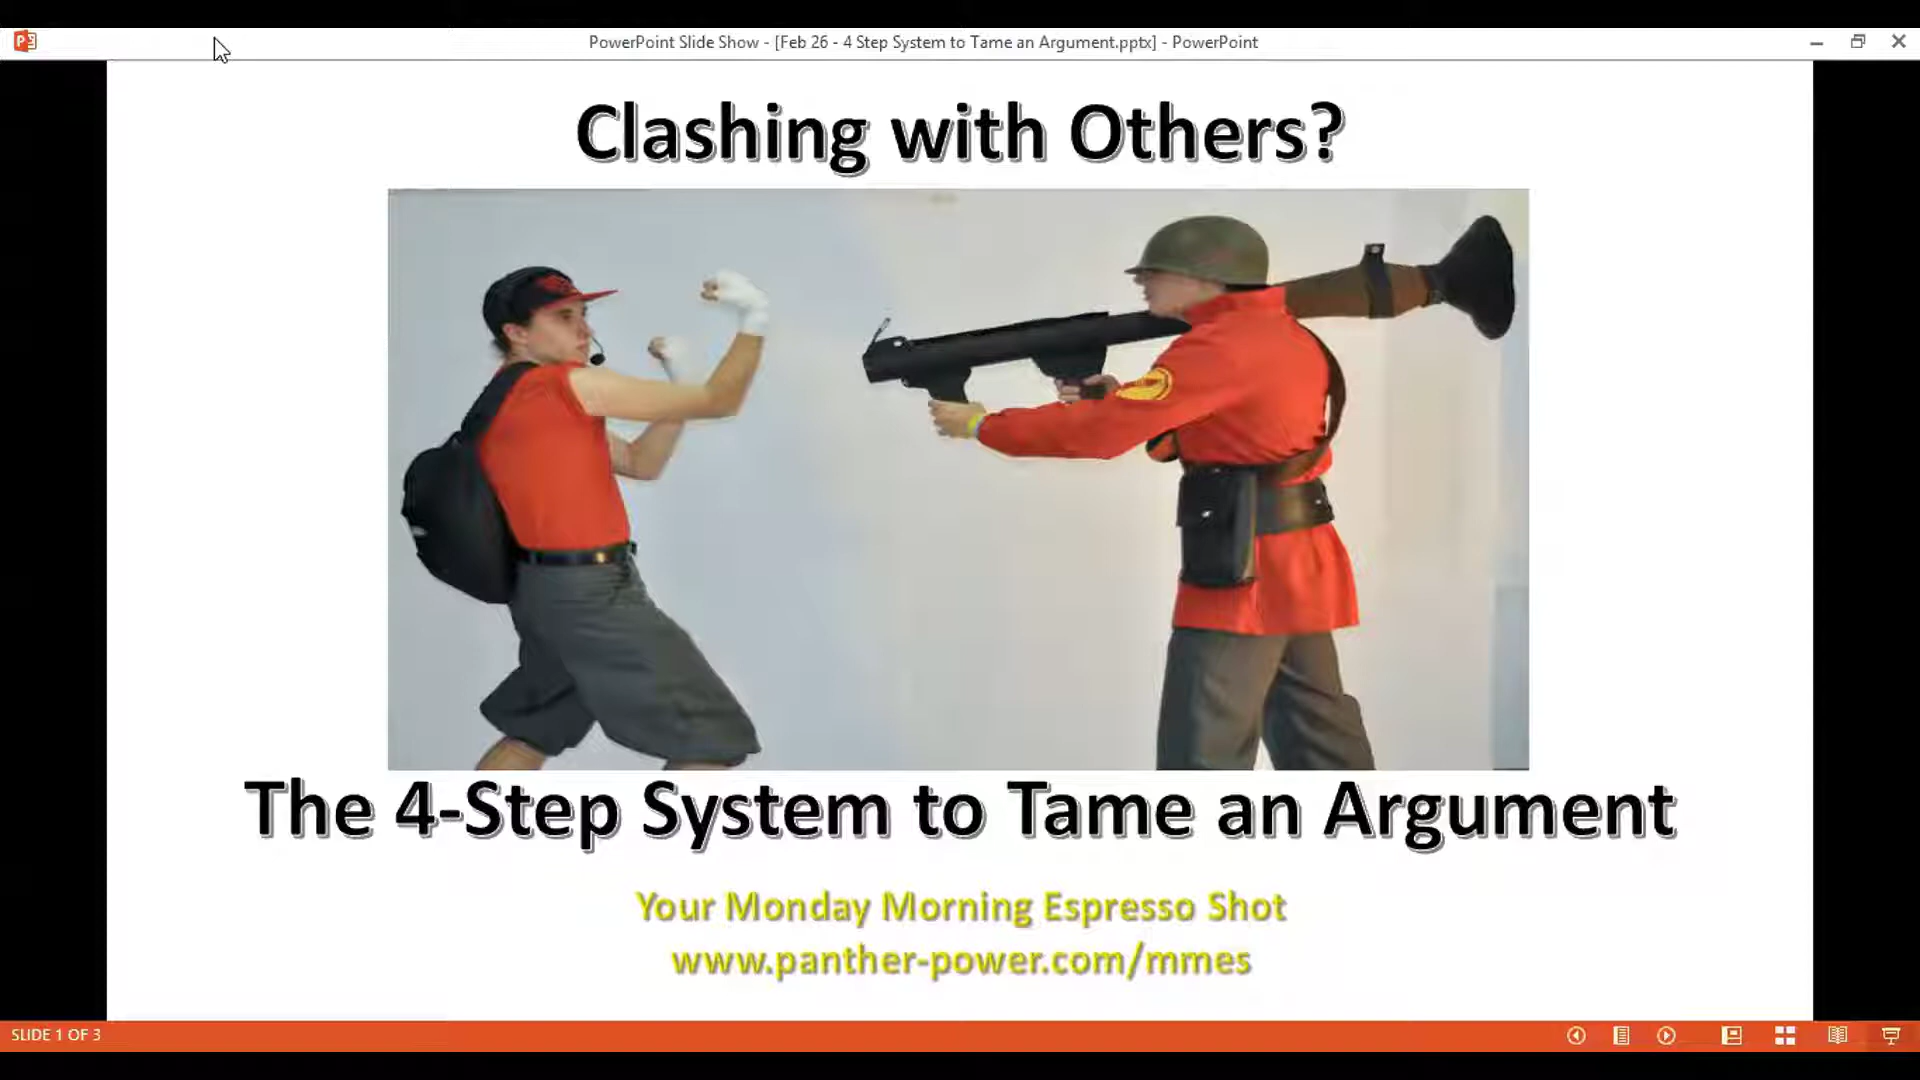 PowerPoint Slide Show - [Feb 26 - 4 Step System to Tame an Argument.pptx] - PowerPoint
Clashing with Others?
The 4-Step System to Tame an Argument
Your Monday Morning Espresso Shot
www.panther-power.com/mmes
SLIDE 1 OF 3